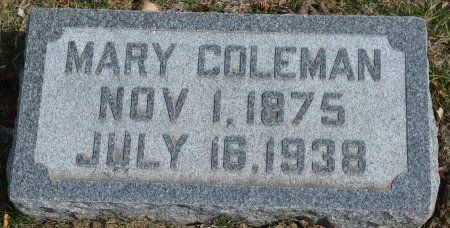 MARY COLEMAN
NOV 1, 1875
JULY 16, 1938